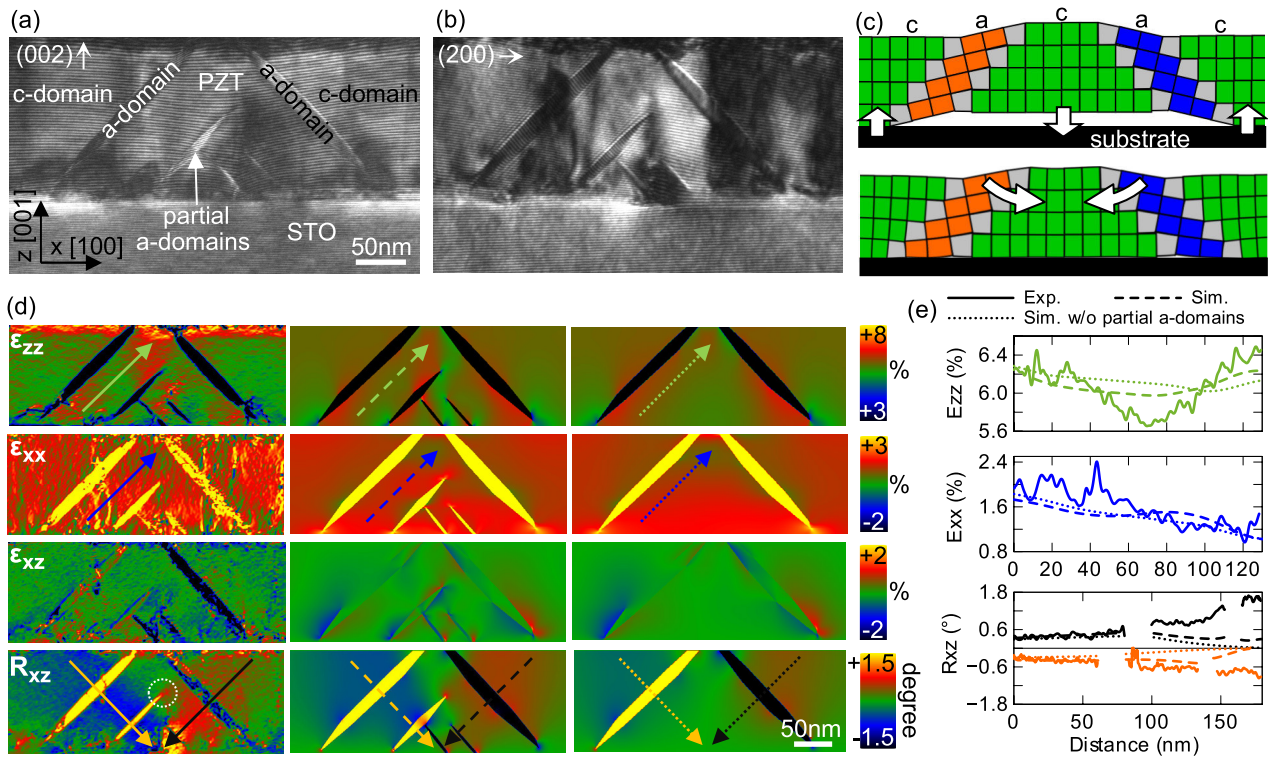 (a)
(002)
c-domain
a-domain
PZT
a-domain
c-domain
partial
a-domains
STO
z [001]
x [100]
50nm
(b)
(200)
(c)
c
a
c
a
c
substrate
(d)
εzz
+8
%
+3
εxx
+3
%
-2
εxz
+2
%
-2
Rxz
+1.5
degree
-1.5
50nm
(e)
Exp.
Sim.
Sim. w/o partial a-domains
Ezz (%)
6.4
6.0
5.6
Exx (%)
2.4
1.6
0.8
0 20 40 60 80 100 120
Rxz (°)
1.8
0.6
−0.6
−1.8
0 50 100 150
Distance (nm)